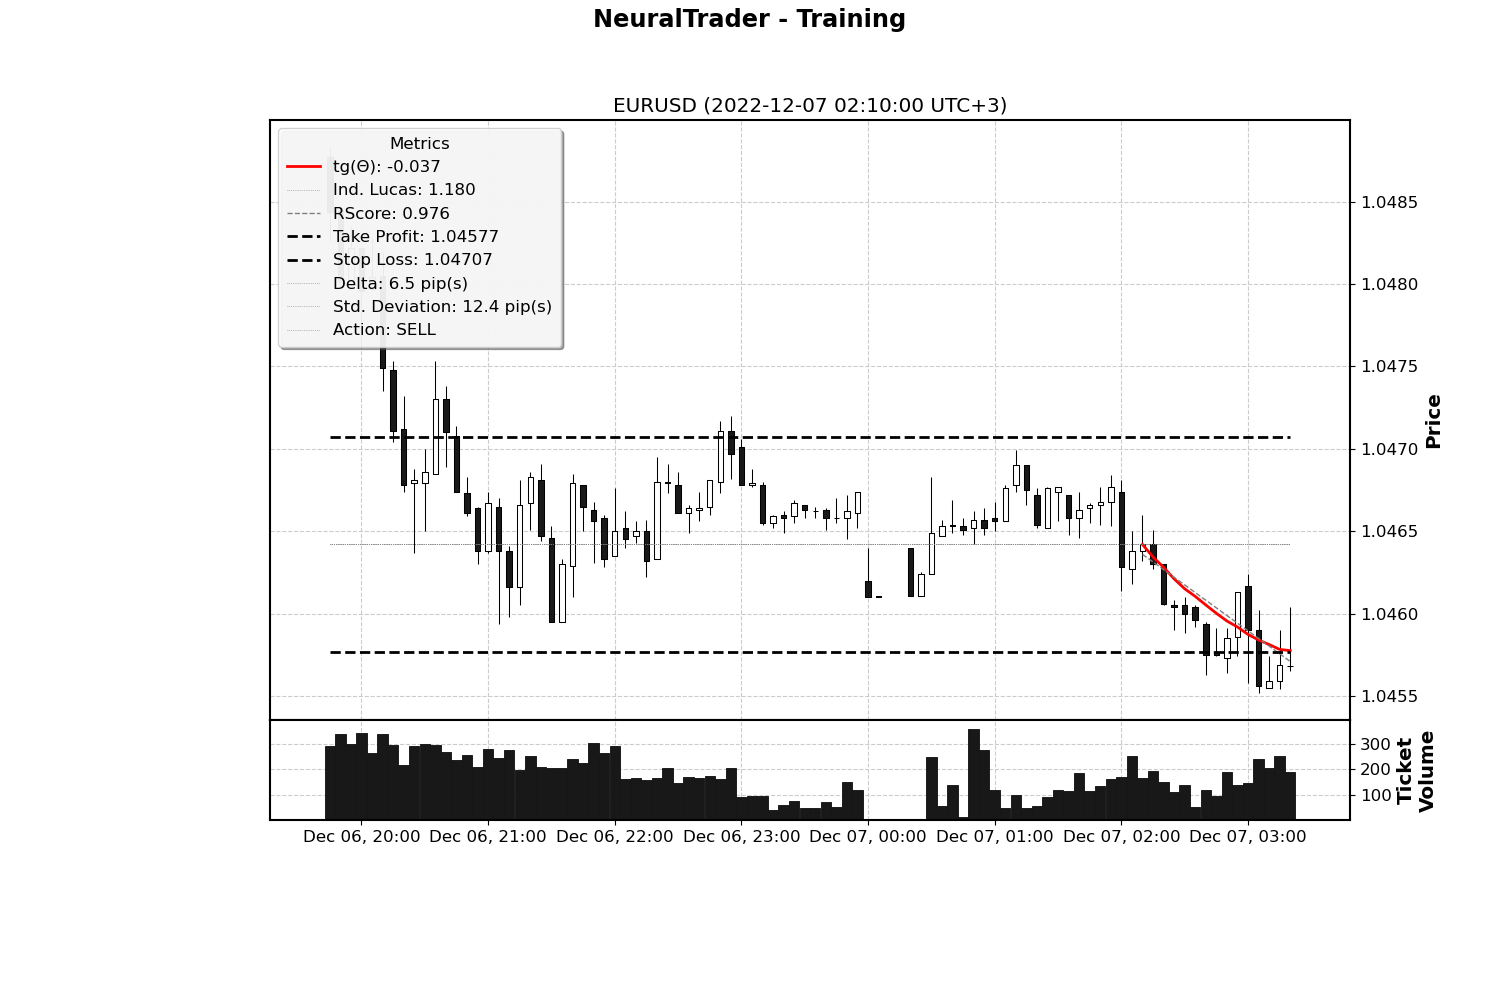 NeuralTrader - Training
EURUSD (2022-12-07 02:10:00 UTC+3)
Metrics
tg(Θ): -0.037
Ind. Lucas: 1.180
RScore: 0.976
Take Profit: 1.04577
Stop Loss: 1.04707
Delta: 6.5 pip(s)
Std. Deviation: 12.4 pip(s)
Action: SELL
1.0485
1.0480
1.0475
1.0470
1.0465
1.0460
1.0455
Price
300
200
100
Ticket
Volume
Dec 06, 20:00 Dec 06, 21:00 Dec 06, 22:00 Dec 06, 23:00 Dec 07, 00:00 Dec 07, 01:00 Dec 07, 02:00 Dec 07, 03:00